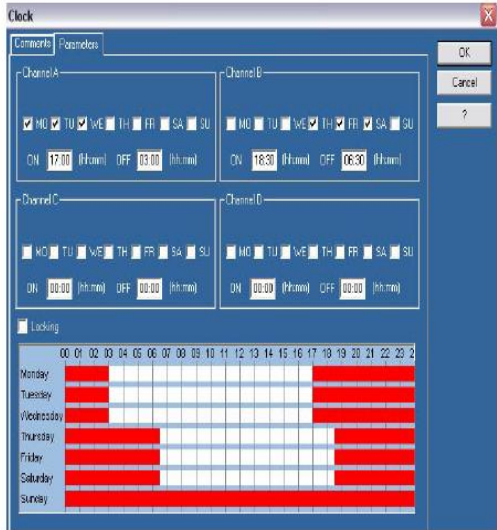 Clock
Comments Parameters
OK
Cancel
?
Channel A
MO TU WE TH FR SA SU
ON 17:00 (hh:mm) OFF 03:00 (hh:mm)
Channel B
MO TU WE TH FR SA SU
ON 18:30 (hh:mm) OFF 06:30 (hh:mm)
Channel C
MO TU WE TH FR SA SU
ON 00:00 (hh:mm) OFF 00:00 (hh:mm)
Channel D
MO TU WE TH FR SA SU
ON 00:00 (hh:mm) OFF 00:00 (hh:mm)
Locking
00 01 02 03 04 05 06 07 08 09 10 11 12 13 14 15 16 17 18 19 20 21 22 23 2
Monday
Tuesday
Wednesday
Thursday
Friday
Saturday
Sunday